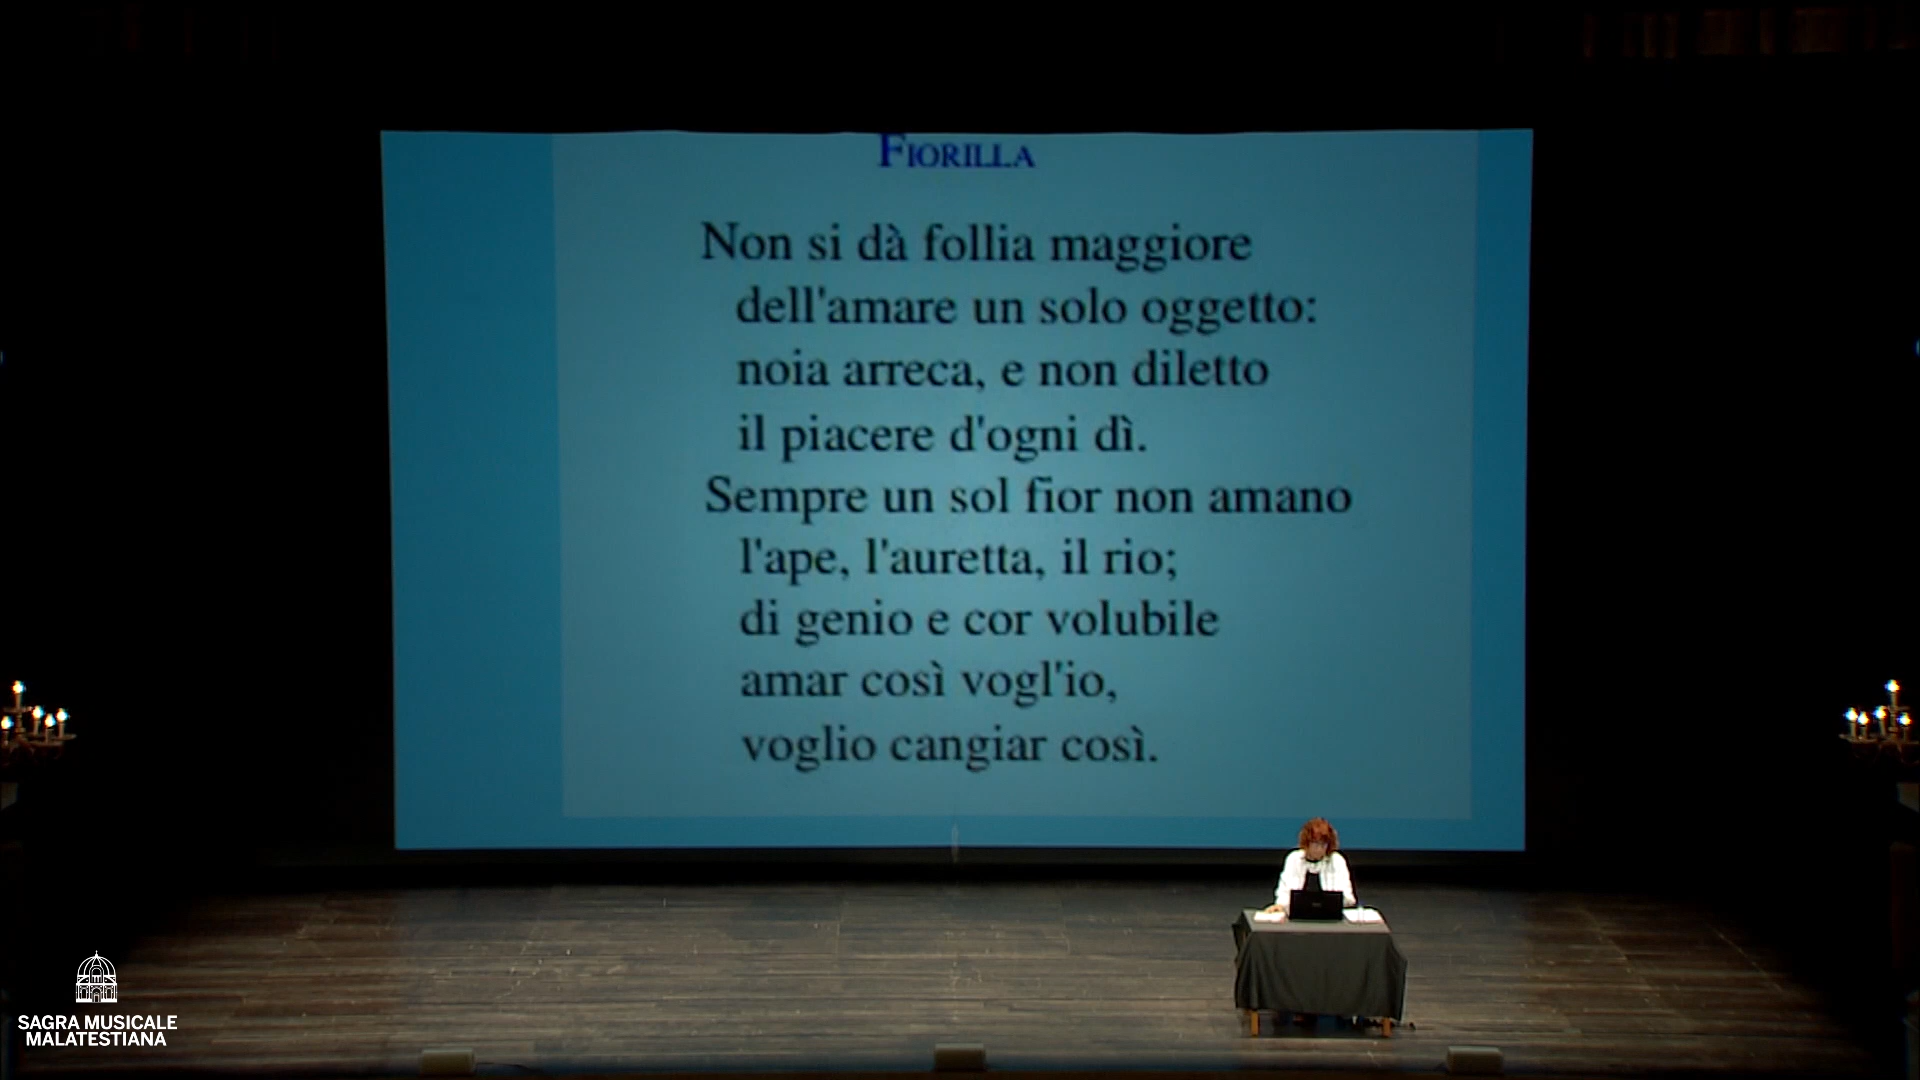 FIORILLA
Non si dà follia maggiore
dell'amare un solo oggetto:
noia arreca, e non diletto
il piacere d'ogni dì.
Sempre un sol fior non amano
l'ape, l'auretta, il rio;
di genio e cor volubile
amar così vogl'io,
voglio cangiar così.
SAGRA MUSICALE
MALATESTIANA